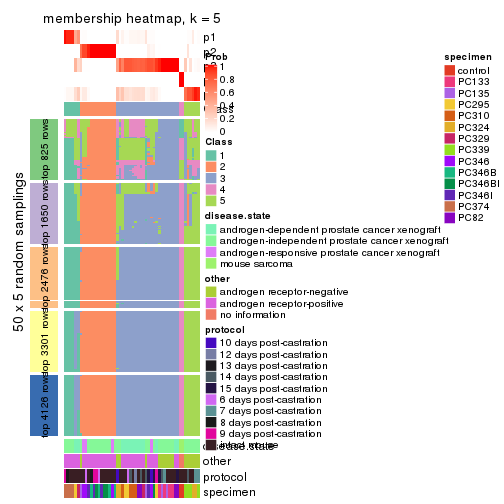 membership heatmap, k = 5
p1
p2
Prob
1
0.8
0.6
0.4
0.2
0
Class
Class
1
2
3
4
5
disease.state
androgen-dependent prostate cancer xenograft
androgen-independent prostate cancer xenograft
androgen-responsive prostate cancer xenograft
mouse sarcoma
other
androgen receptor-negative
androgen receptor-positive
no information
protocol
10 days post-castration
12 days post-castration
13 days post-castration
14 days post-castration
15 days post-castration
6 days post-castration
7 days post-castration
8 days post-castration
9 days post-castration
specimen
control
PC133
PC135
PC295
PC310
PC324
PC329
PC339
PC346
PC346B
PC346BI
PC346I
PC374
PC82
50 x 5 random samplings
top 825 rows
top 1650 rows
top 2476 rows
top 3301 rows
top 4126 rows
disease.state
other
protocol
specimen